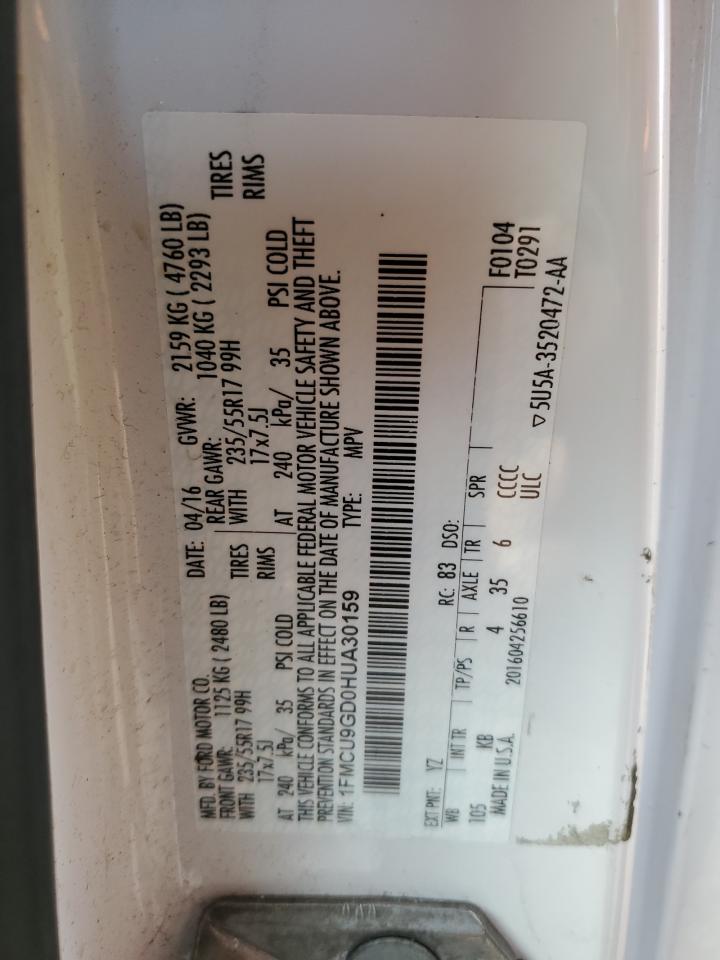 MFD. BY FORD MOTOR CO. DATE: 04/16 GVWR: 2159 KG ( 4760 LB)
FRONT GAWR: 1125 KG ( 2480 LB) REAR GAWR: 1040 KG ( 2293 LB)
WITH 235/55R17 99H TIRES WITH 235/55R17 99H TIRES
17x7.5J RIMS 17x7.5J RIMS
AT 240 kPa/ 35 PSI COLD AT 240 kPa/ 35 PSI COLD
THIS VEHICLE CONFORMS TO ALL APPLICABLE FEDERAL MOTOR VEHICLE SAFETY AND THEFT
PREVENTION STANDARDS IN EFFECT ON THE DATE OF MANUFACTURE SHOWN ABOVE.
VIN: 1FMCU9GD0HUA30159 TYPE: MPV
EXT PNT: YZ RC: 83 DSO: F0104
WB INT TR TP/PS R AXLE TR SPR T0291
105 KB 4 35 6 CCCC
MADE IN U.S.A. 201604256610 ULC ▽ 5U5A-3520472-AA